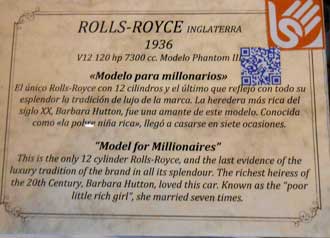 ROLLS-ROYCE INGLATERRA
1936
V12 120 hp 7300 cc. Modelo Phantom III
«Modelo para millonarios»
El único Rolls-Royce con 12 cilindros y el último que reflejó con todo su
esplendor la tradición de lujo de la marca. La heredera más rica del
siglo XX, Barbara Hutton, fue una amante de este modelo. Conocida
como «la pobre niña rica», llegó a casarse en siete ocasiones.
"Model for Millionaires"
This is the only 12 cylinder Rolls-Royce, and the last evidence of the
luxury tradition of the brand in all its splendour. The richest heiress of
the 20th Century, Barbara Hutton, loved this car. Known as the "poor
little rich girl", she married seven times.